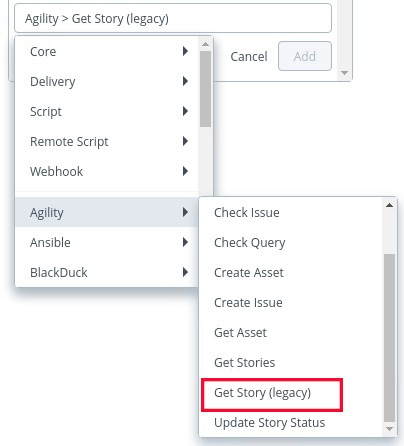 Agility > Get Story (legacy)
Core
Delivery
Script
Remote Script
Webhook
Agility
Ansible
BlackDuck
Cancel
Add
Check Issue
Check Query
Create Asset
Create Issue
Get Asset
Get Stories
Get Story (legacy)
Update Story Status